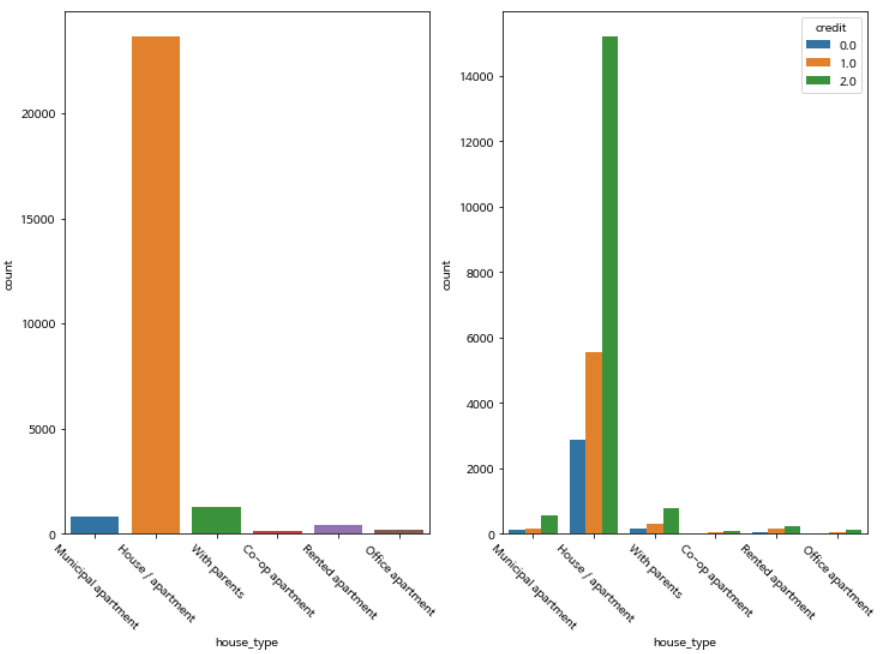 20000
15000
10000
5000
0
count
Municipal apartment
House / apartment
With parents
Co-op apartment
Rented apartment
Office apartment
house_type
credit
0.0
1.0
2.0
14000
12000
10000
8000
6000
4000
2000
0
count
Municipal apartment
House / apartment
With parents
Co-op apartment
Rented apartment
Office apartment
house_type